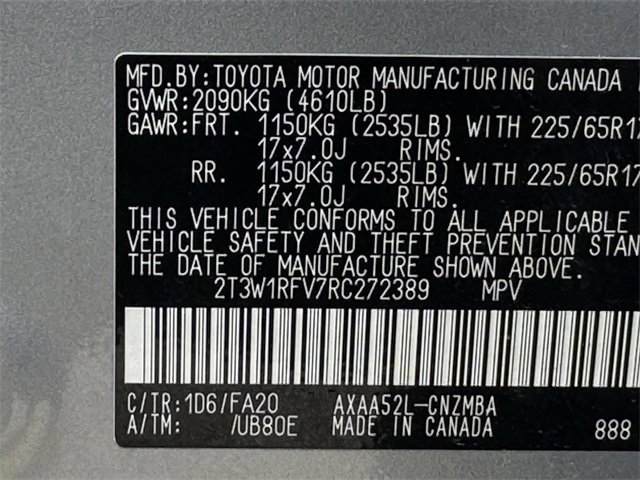 MFD.BY:TOYOTA MOTOR MANUFACTURING CANADA
GVWR:2090KG (4610LB)
GAWR:FRT. 1150KG (2535LB) WITH 225/65R17
17x7.0J RIMS.
RR. 1150KG (2535LB) WITH 225/65R17
17x7.0J RIMS.
THIS VEHICLE CONFORMS TO ALL APPLICABLE
VEHICLE SAFETY AND THEFT PREVENTION STAN
THE DATE OF MANUFACTURE SHOWN ABOVE.
2T3W1RFV7RC272389 MPV
C/TR:1D6/FA20 AXAA52L-CNZMBA
A/TM: /UB80E MADE IN CANADA 888